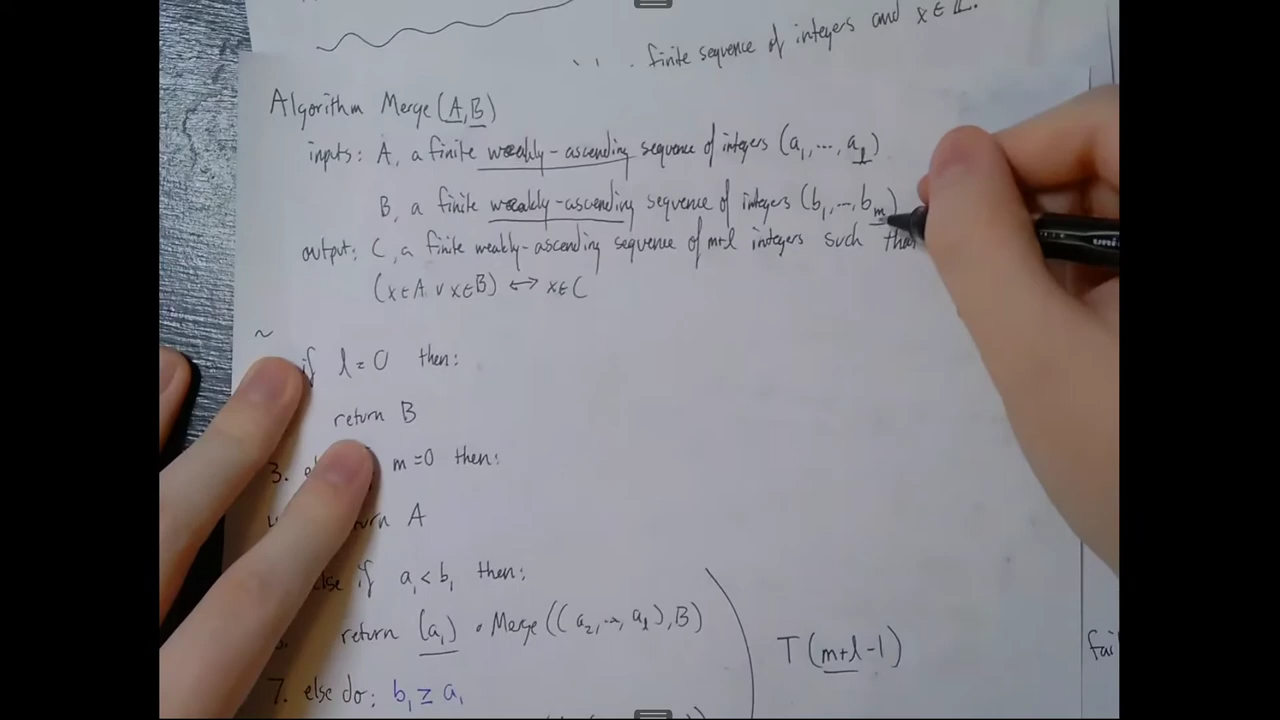 finite sequence of integers and x ∈ ℤ.
Algorithm Merge (A,B)
inputs: A, a finite weakly-ascending sequence of integers (a₁, ..., aₗ)
B, a finite weakly-ascending sequence of integers (b₁, ..., bₘ)
output: C, a finite weakly-ascending sequence of m+l integers such that
(x∈A ∨ x∈B) ↔ x∈C
~
if l = 0 then:
return B
3. m=0 then:
A
else if a₁ < b₁ then:
return (a₁) • Merge((a₂, ..., aₗ), B)
T(m+l-1)
7. else do: b₁ ≥ a₁